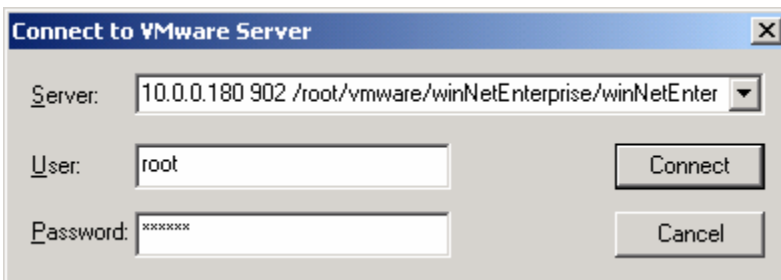 Connect to VMware Server
Server: 10.0.0.180 902 /root/vmware/winNetEnterprise/winNetEnter
User: root Connect
Password: ****** Cancel